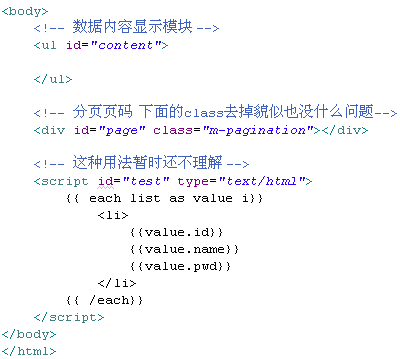 <body>
<!-- 数据内容显示模块 -->
<ul id="content">
</ul>
<!-- 分页页码 下面的class去掉貌似也没什么问题-->
<div id="page" class="m-pagination"></div>
<!-- 这种用法暂时还不理解 -->
<script id="test" type="text/html">
{{ each list as value i}}
<li>
{{value.id}}
{{value.name}}
{{value.pwd}}
</li>
{{ /each}}
</script>
</body>
</html>